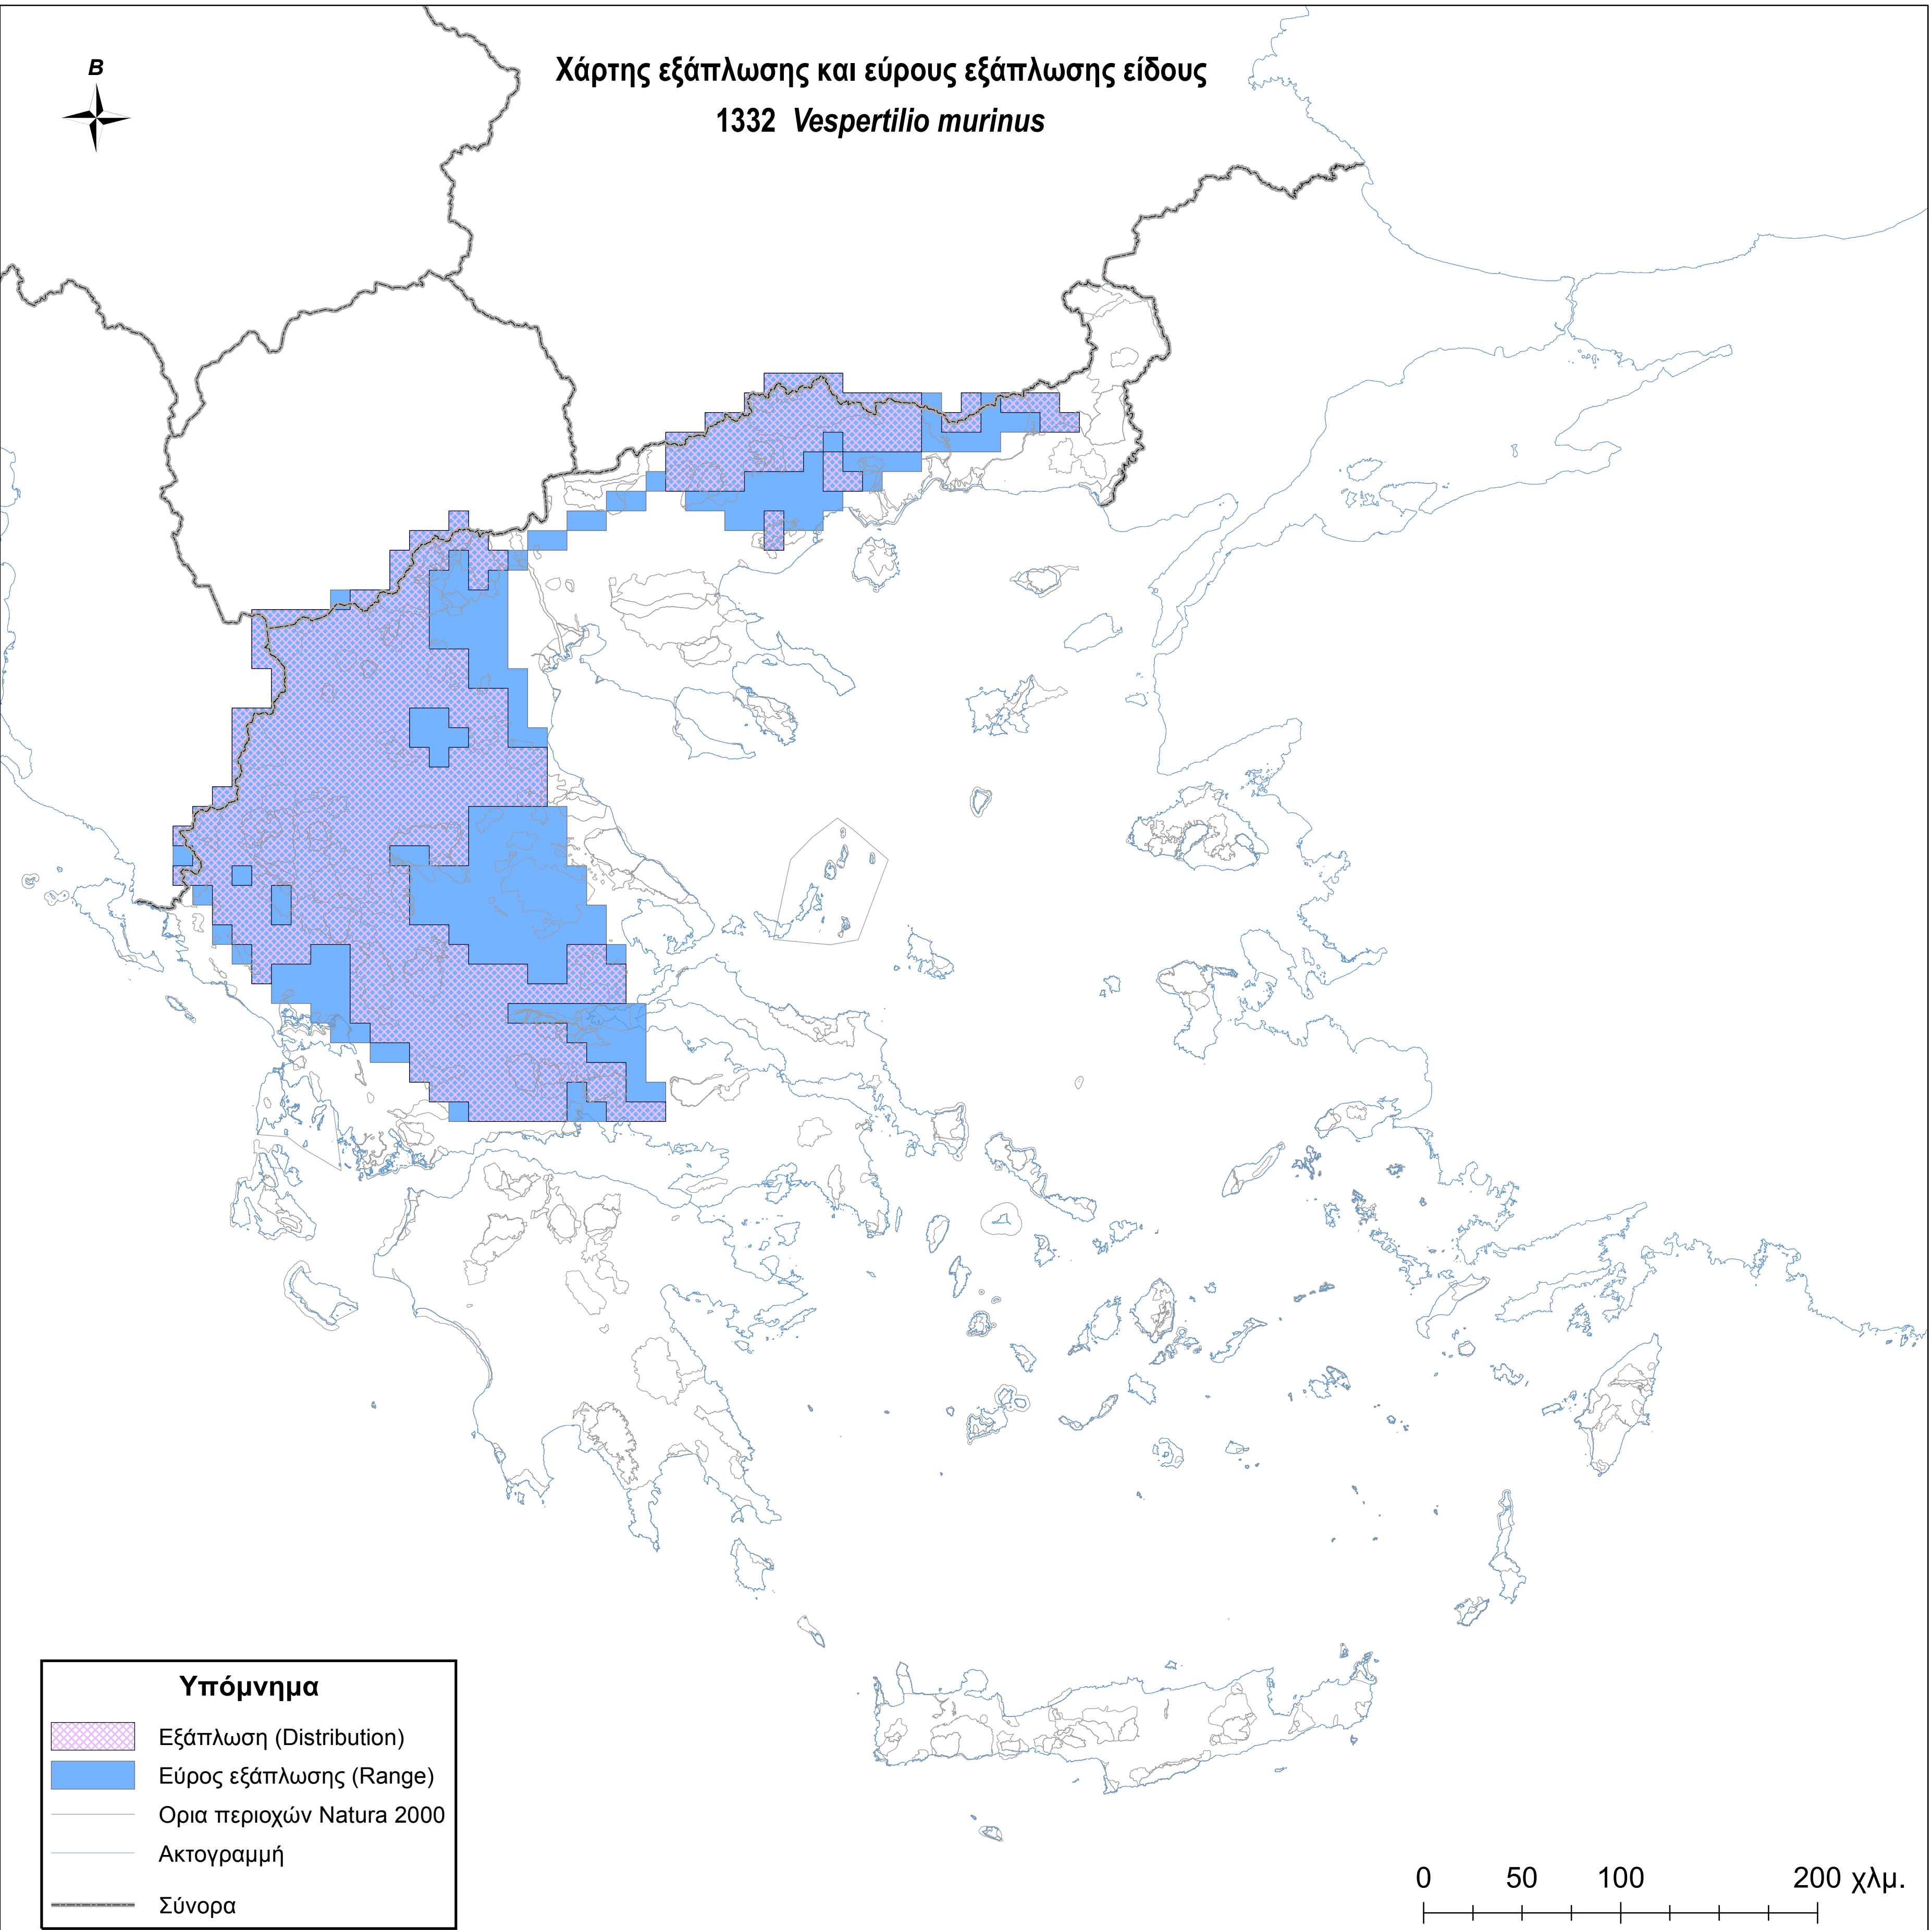 Χάρτης εξάπλωσης και εύρους εξάπλωσης είδους
1332 Vespertilio murinus
Β
Υπόμνημα
Εξάπλωση (Distribution)
Εύρος εξάπλωσης (Range)
Ορια περιοχών Natura 2000
Ακτογραμμή
Σύνορα
0 50 100 200 χλμ.